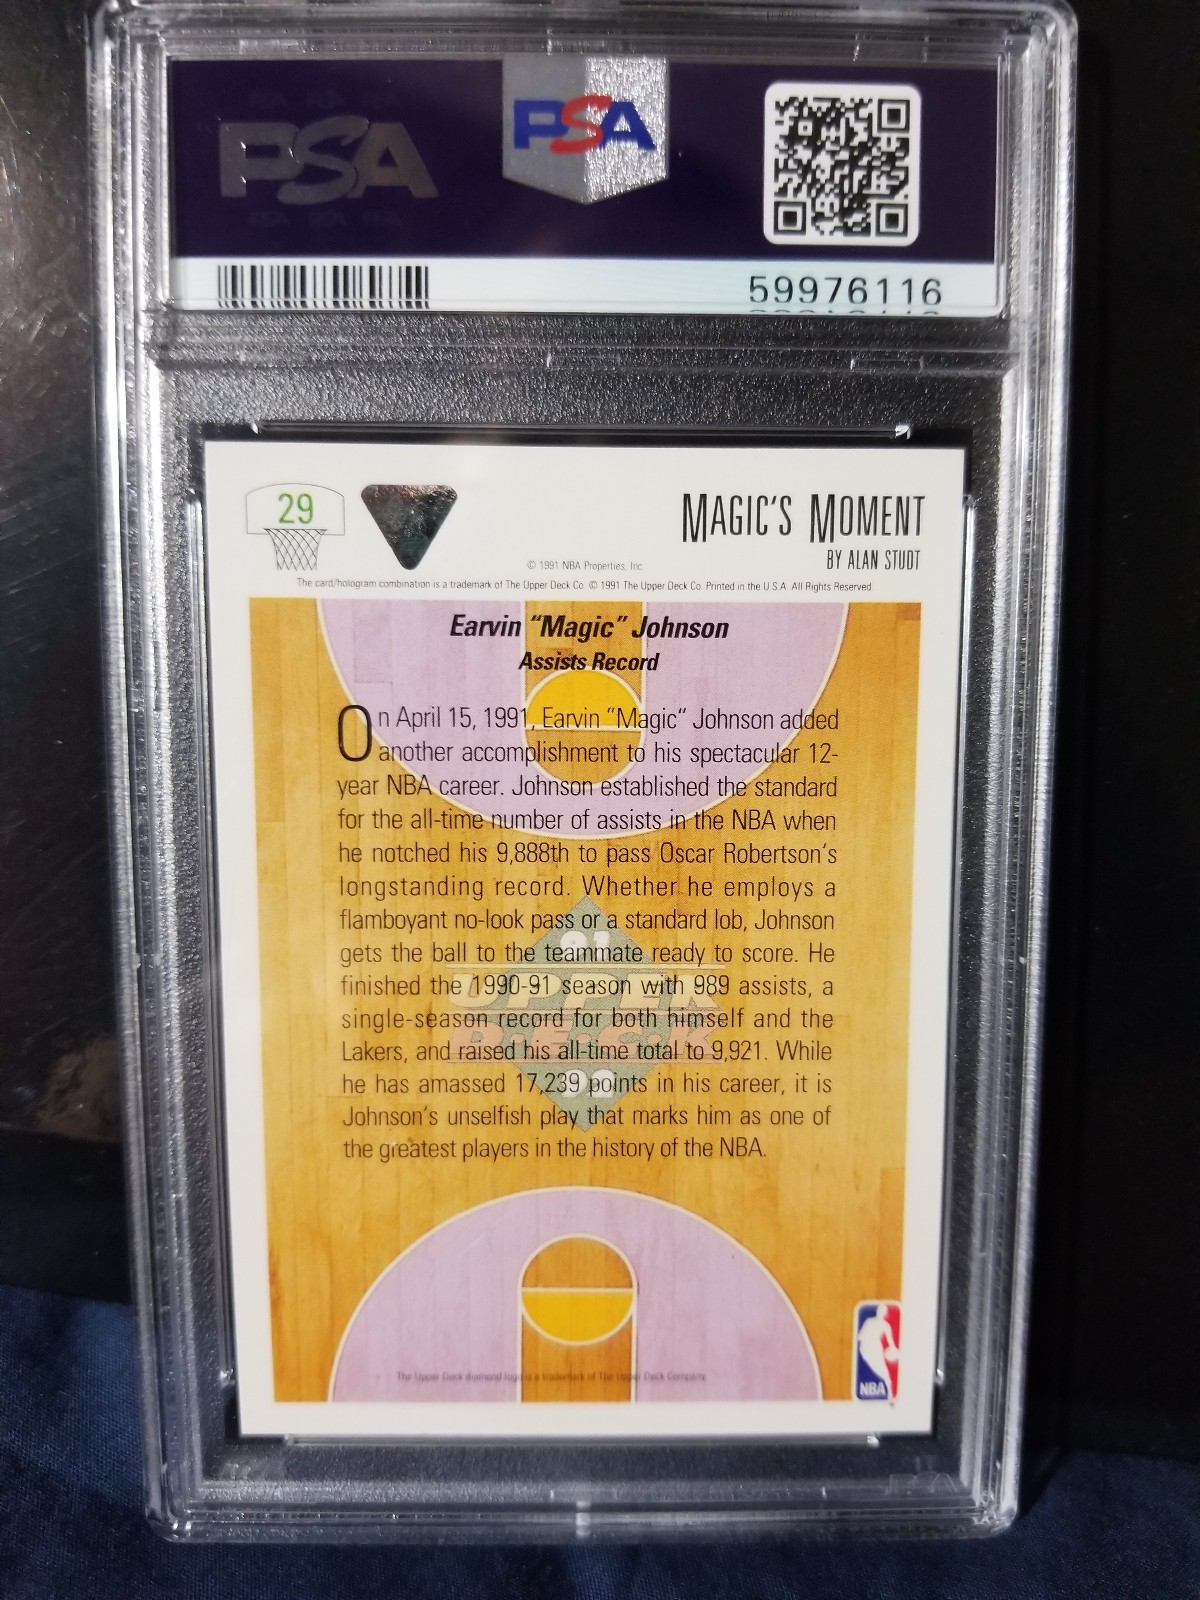 PSA
PSA
59976116
29
MAGIC'S MOMENT
BY ALAN STUDT
© 1991 NBA Properties, Inc.
The card/hologram combination is a trademark of The Upper Deck Co. © 1991 The Upper Deck Co. Printed in the U.S.A. All Rights Reserved.
Earvin "Magic" Johnson
Assists Record
On April 15, 1991, Earvin "Magic" Johnson added
another accomplishment to his spectacular 12-
year NBA career. Johnson established the standard
for the all-time number of assists in the NBA when
he notched his 9,888th to pass Oscar Robertson's
longstanding record. Whether he employs a
flamboyant no-look pass or a standard lob, Johnson
gets the ball to the teammate ready to score. He
finished the 1990-91 season with 989 assists, a
single-season record for both himself and the
Lakers, and raised his all-time total to 9,921. While
he has amassed 17,239 points in his career, it is
Johnson's unselfish play that marks him as one of
the greatest players in the history of the NBA.
91
UPPER
DECK
92
The Upper Deck diamond logo is a trademark of The Upper Deck Company.
NBA